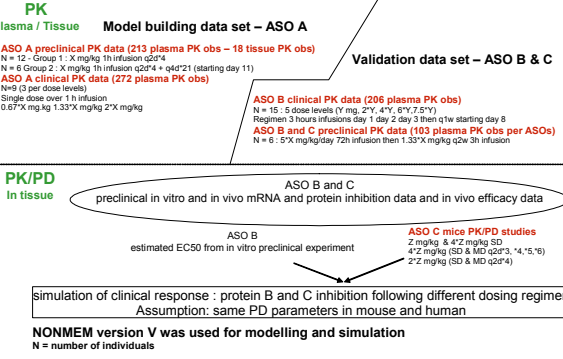 PK
lasma / Tissue
Model building data set – ASO A
ASO A preclinical PK data (213 plasma PK obs – 18 tissue PK obs)
N = 12 - Group 1 : X mg/kg 1h infusion q2d*4
N = 6 Group 2 : X mg/kg 1h infusion q2d*4 + q4d*21 (starting day 11)
ASO A clinical PK data (272 plasma PK obs)
N=9 (3 per dose levels)
Single dose over 1 h infusion
0.67*X mg.kg 1.33*X mg/kg 2*X mg/kg
Validation data set – ASO B & C
ASO B clinical PK data (206 plasma PK obs)
N = 15 : 5 dose levels (Y mg, 2*Y, 4*Y, 6*Y,7.5*Y)
Regimen 3 hours infusions day 1 day 2 day 3 then q1w starting day 8
ASO B and C preclinical PK data (103 plasma PK obs per ASOs)
N = 6 : 5*X mg/kg/day 72h infusion then 1.33*X mg/kg q2w 3h infusion
PK/PD
In tissue
ASO B and C
preclinical in vitro and in vivo mRNA and protein inhibition data and in vivo efficacy data
ASO B
estimated EC50 from in vitro preclinical experiment
ASO C mice PK/PD studies
Z mg/kg & 4*Z mg/kg SD
4*Z mg/kg (SD & MD q2d*3, *4,*5,*6)
2*Z mg/kg (SD & MD q2d*4)
simulation of clinical response : protein B and C inhibition following different dosing regime
Assumption: same PD parameters in mouse and human
NONMEM version V was used for modelling and simulation
N = number of individuals